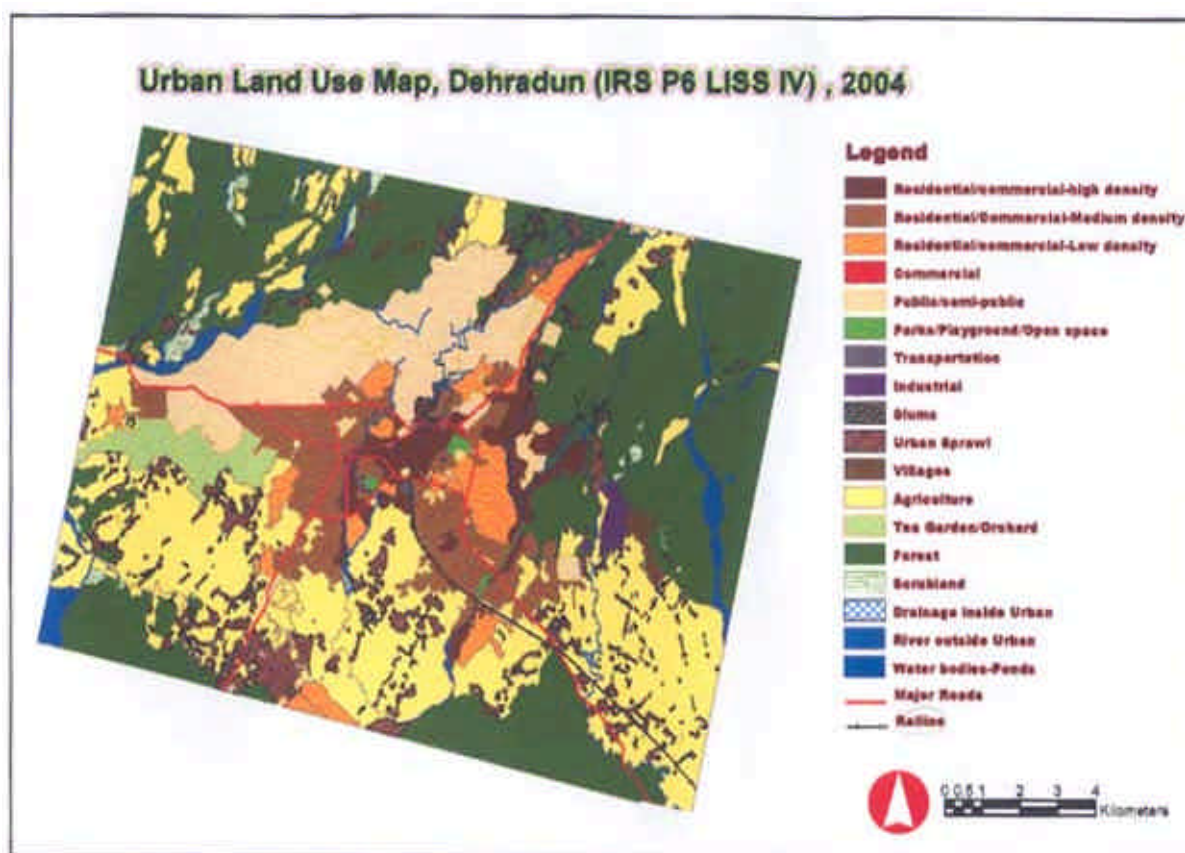 Urban Land Use Map, Dehradun (IRS P6 LISS IV) , 2004
Legend
Residential/commercial-high density
Residential/Commercial-Medium density
Residential/commercial-Low density
Commercial
Public/semi-public
Parks/Playground/Open space
Transportation
Industrial
Slums
Urban Sprawl
Villages
Agriculture
Tea Garden/Orchard
Forest
Scrubland
Drainage inside Urban
River outside Urban
Water bodies-Ponds
Major Roads
Railine
0 0.5 1 2 3 4
Kilometers